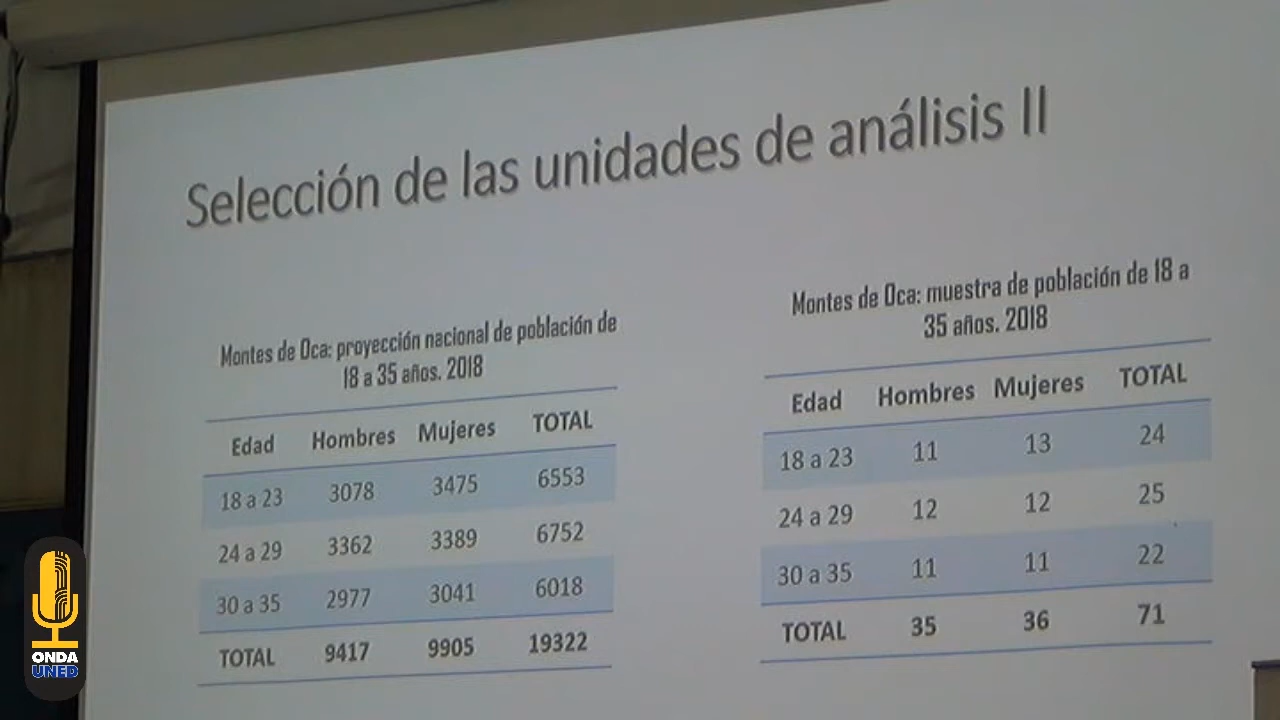 Selección de las unidades de análisis II
Montes de Oca: proyección nacional de población de
18 a 35 años. 2018
Edad Hombres Mujeres TOTAL
18 a 23 3078 3475 6553
24 a 29 3362 3389 6752
30 a 35 2977 3041 6018
TOTAL 9417 9905 19322
Montes de Oca: muestra de población de 18 a
35 años. 2018
Edad Hombres Mujeres TOTAL
18 a 23 11 13 24
24 a 29 12 12 25
30 a 35 11 11 22
TOTAL 35 36 71
ONDA
UNED